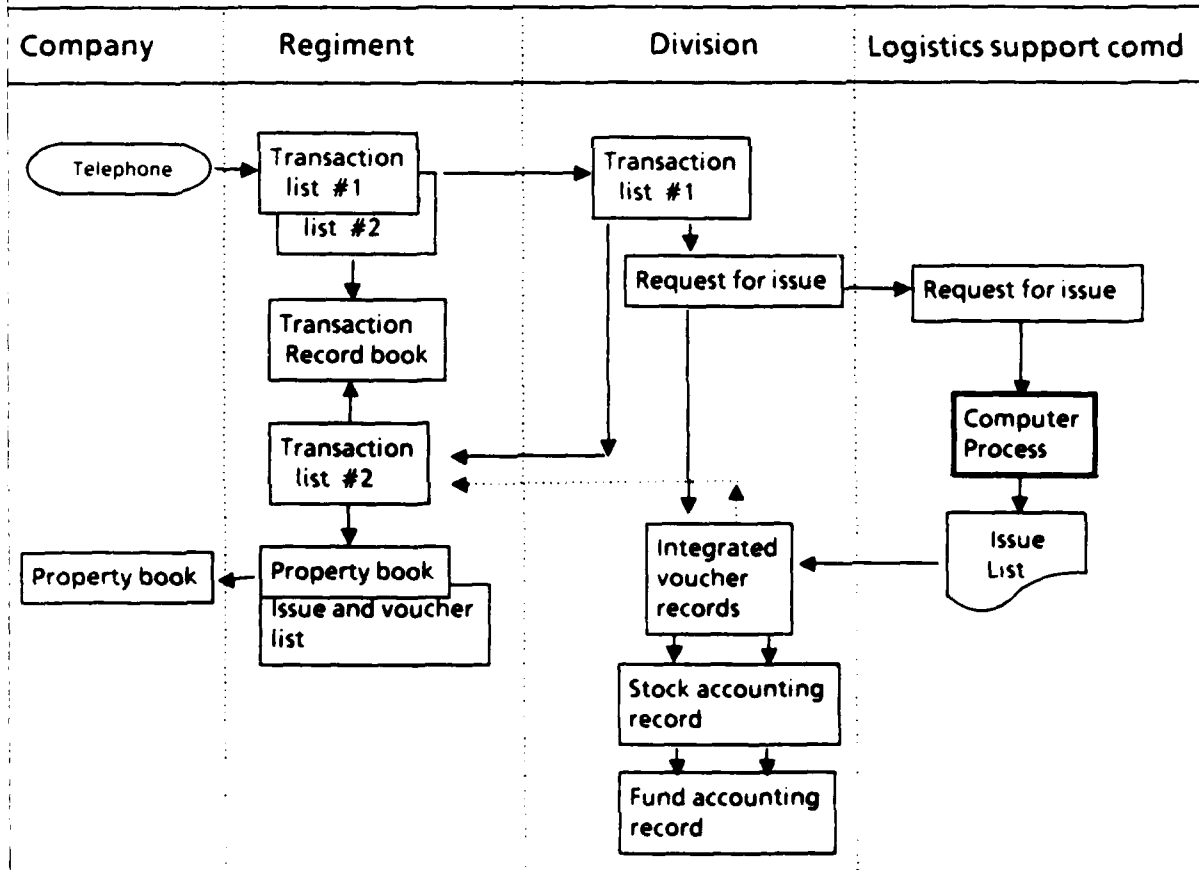 Company
Regiment
Division
Logistics support comd
Telephone
Transaction
list #1
list #2
Transaction
list #1
Request for issue
Request for issue
Transaction
Record book
Computer
Process
Transaction
list #2
Integrated
voucher
records
Issue
List
Property book
Property book
Issue and voucher
list
Stock accounting
record
Fund accounting
record